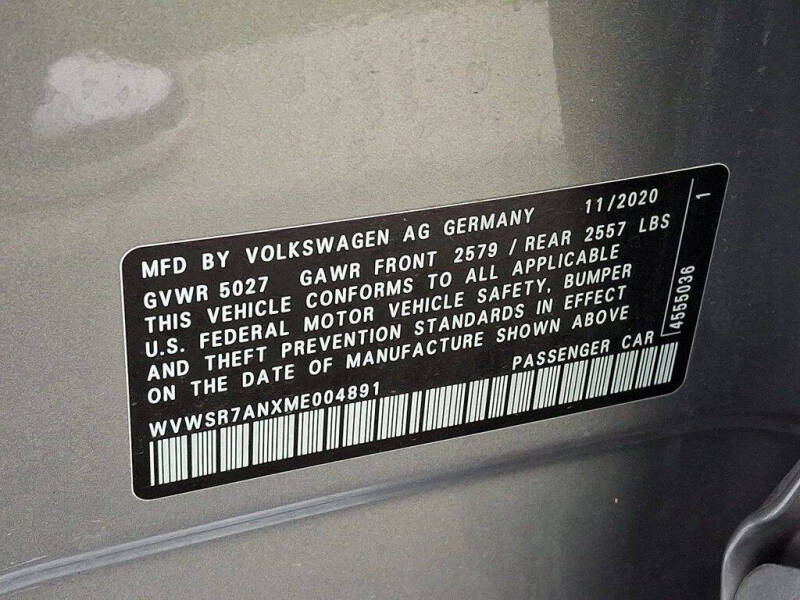 MFD BY VOLKSWAGEN AG GERMANY 11/2020
GVWR 5027 GAWR FRONT 2579 / REAR 2557 LBS
THIS VEHICLE CONFORMS TO ALL APPLICABLE
U.S. FEDERAL MOTOR VEHICLE SAFETY, BUMPER
AND THEFT PREVENTION STANDARDS IN EFFECT
ON THE DATE OF MANUFACTURE SHOWN ABOVE
WVWSR7ANXME004891 PASSENGER CAR
4555036 1